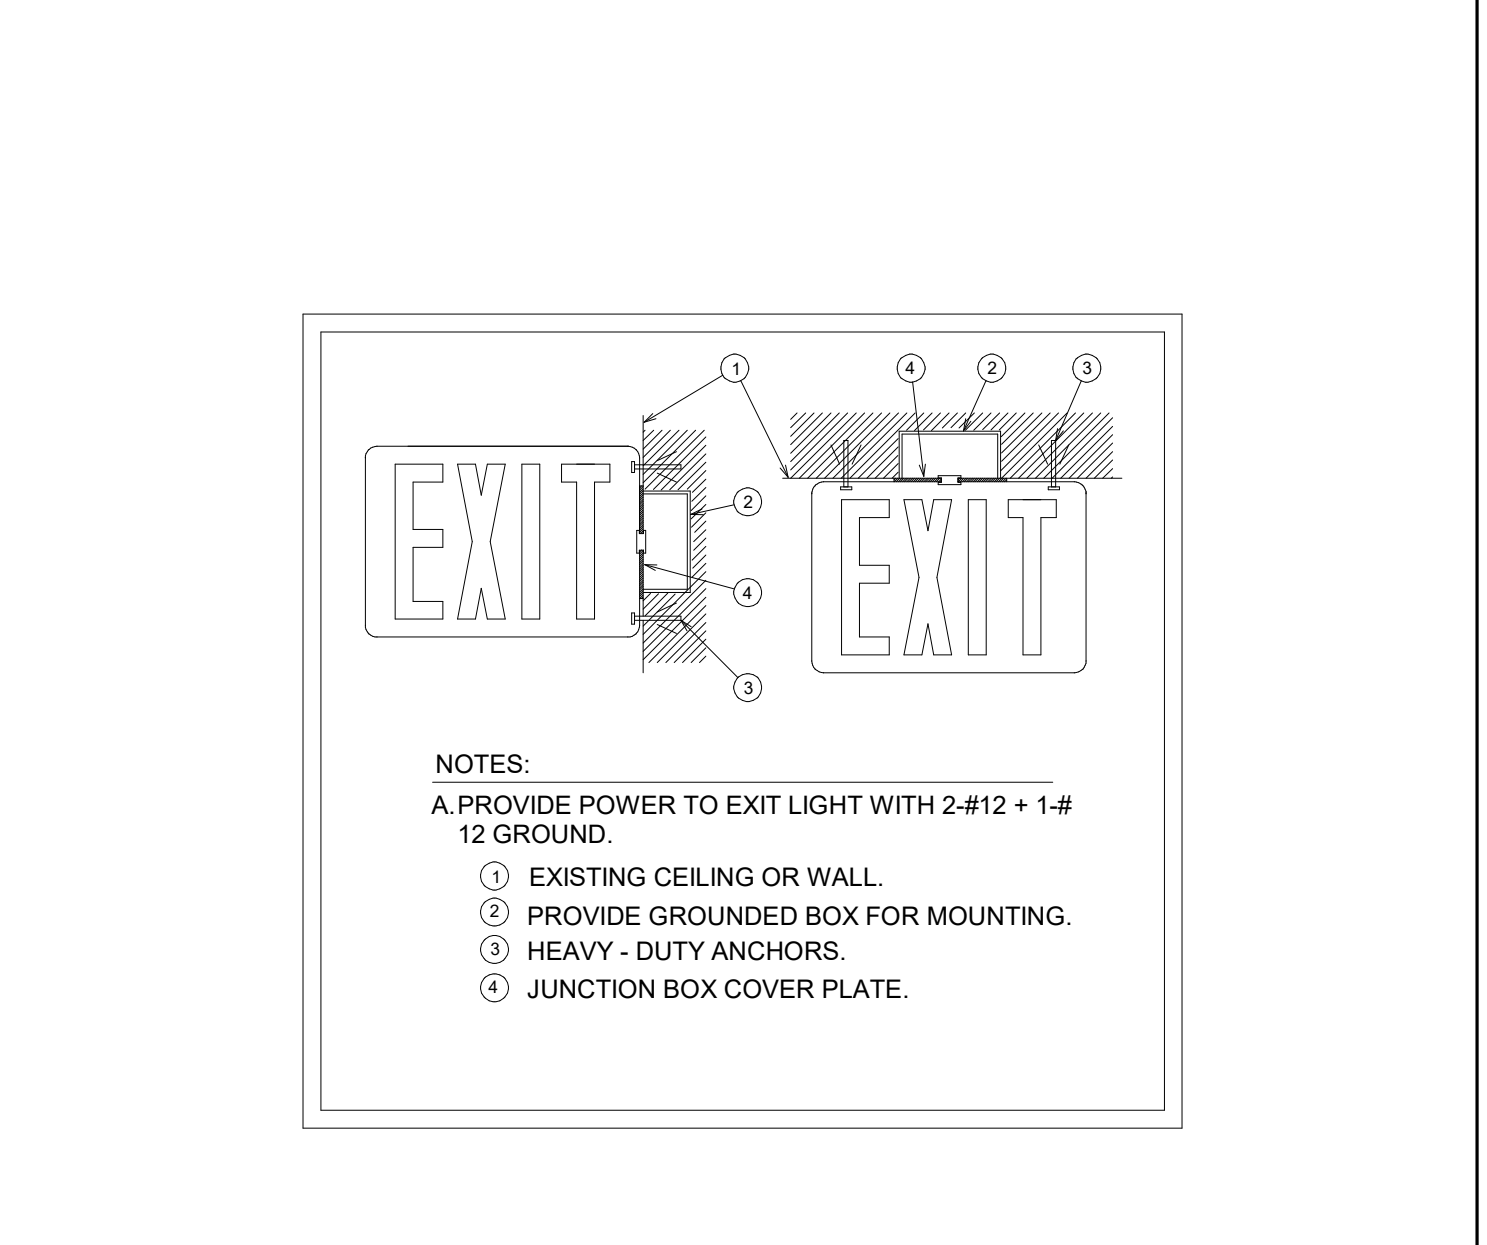 1
4
2
3
EXIT
2
EXIT
4
3
NOTES:
A. PROVIDE POWER TO EXIT LIGHT WITH 2-#12 + 1-#
12 GROUND.
1 EXISTING CEILING OR WALL.
2 PROVIDE GROUNDED BOX FOR MOUNTING.
3 HEAVY - DUTY ANCHORS.
4 JUNCTION BOX COVER PLATE.